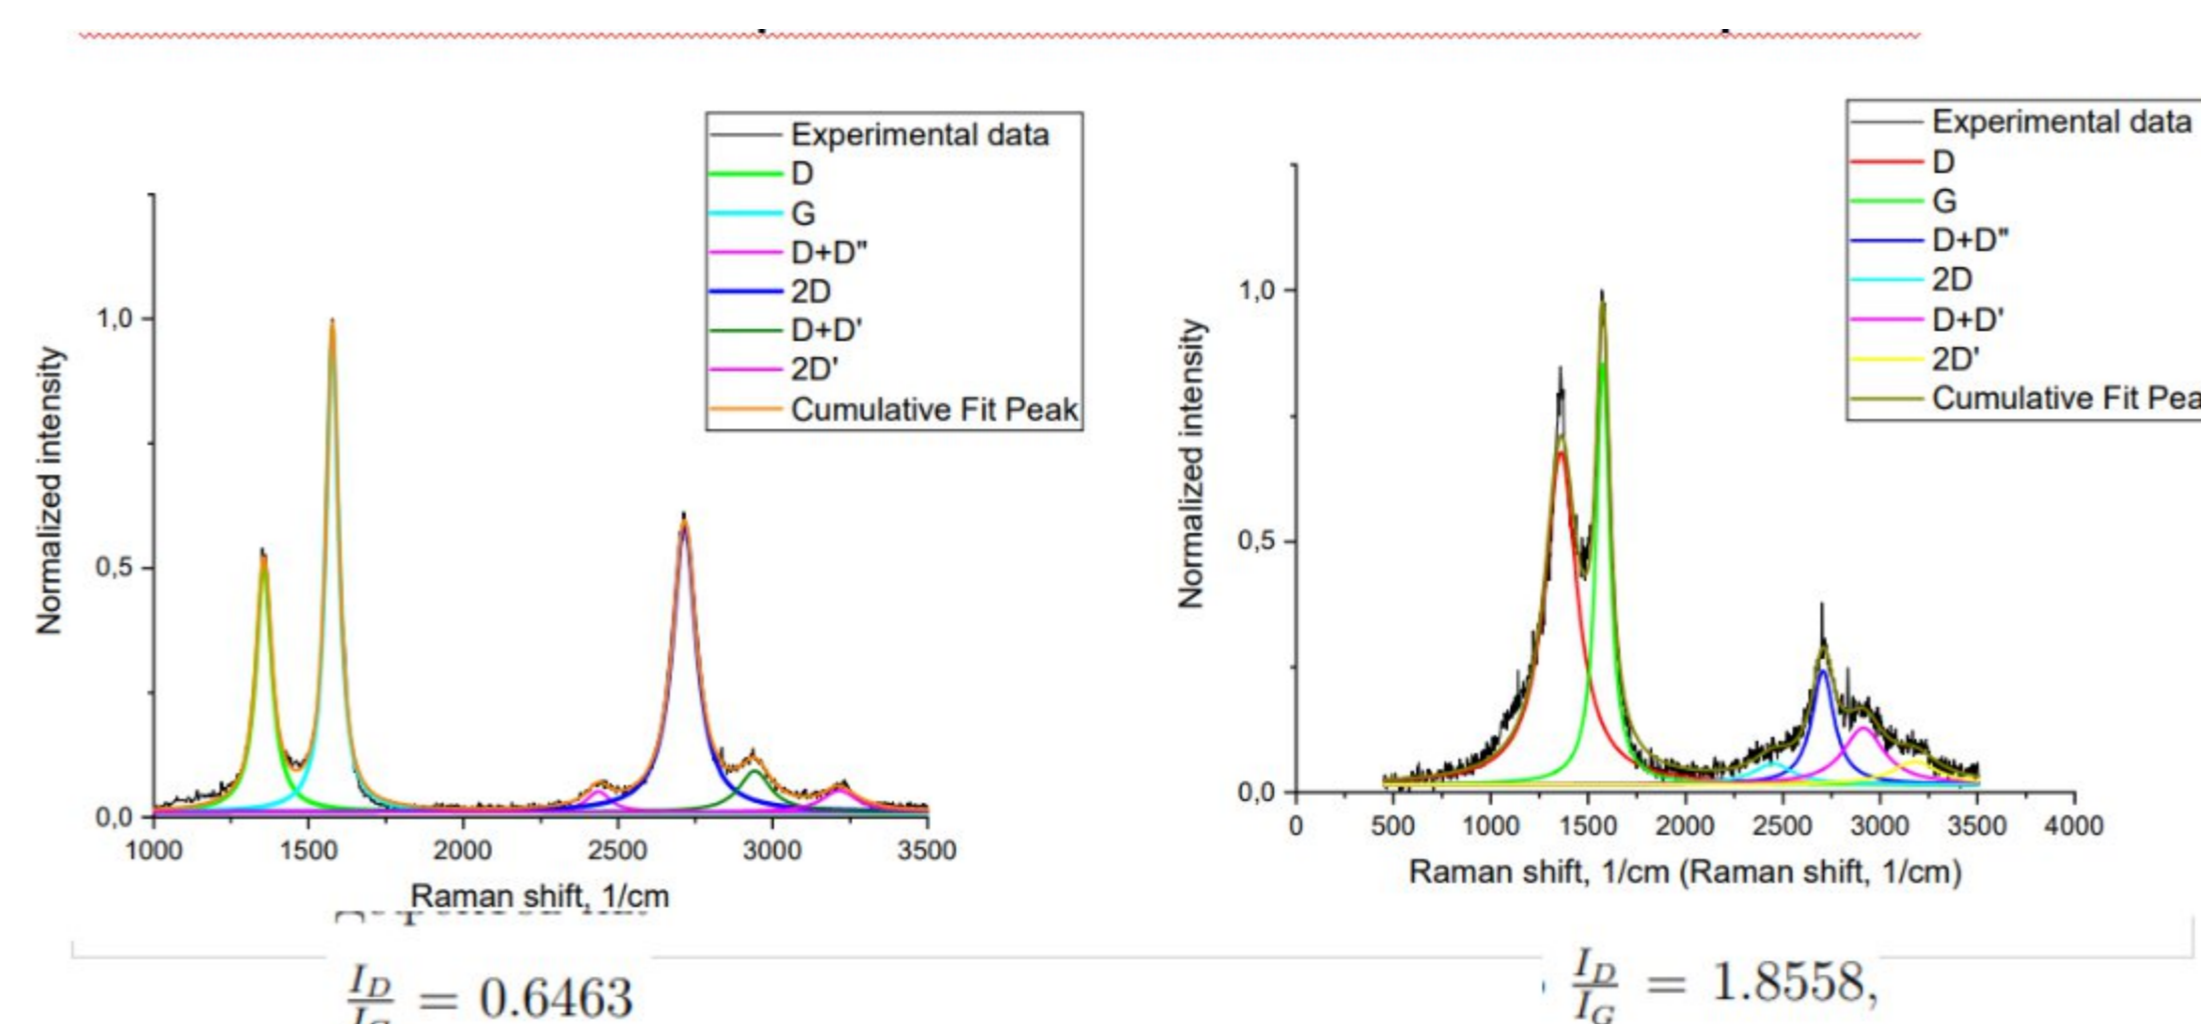 Experimental data
D
G
D+D"
2D
D+D'
2D'
Cumulative Fit Peak
1,0
0,5
0,0
Normalized intensity
1000 1500 2000 2500 3000 3500
Raman shift, 1/cm
I_D/I_G = 0.6463
Experimental data
D
G
D+D"
2D
D+D'
2D'
Cumulative Fit Pea
1,0
0,5
0,0
Normalized intensity
0 500 1000 1500 2000 2500 3000 3500 4000
Raman shift, 1/cm (Raman shift, 1/cm)
I_D/I_G = 1.8558,